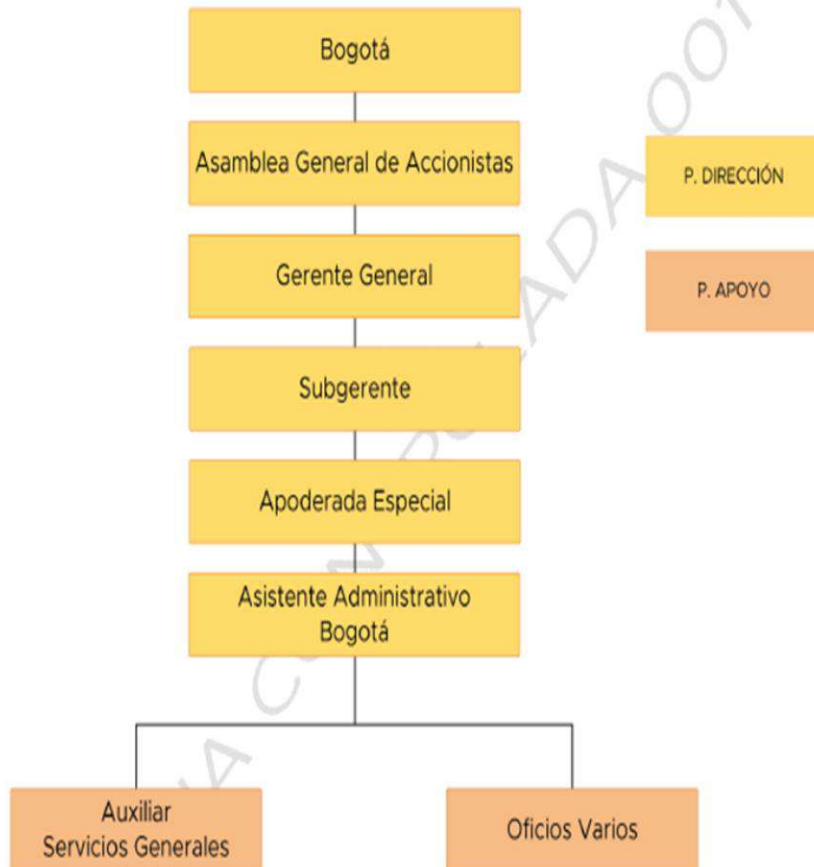 Bogotá
Asamblea General de Accionistas
P. DIRECCIÓN
Gerente General
P. APOYO
Subgerente
Apoderada Especial
Asistente Administrativo
Bogotá
Auxiliar
Servicios Generales
Oficios Varios